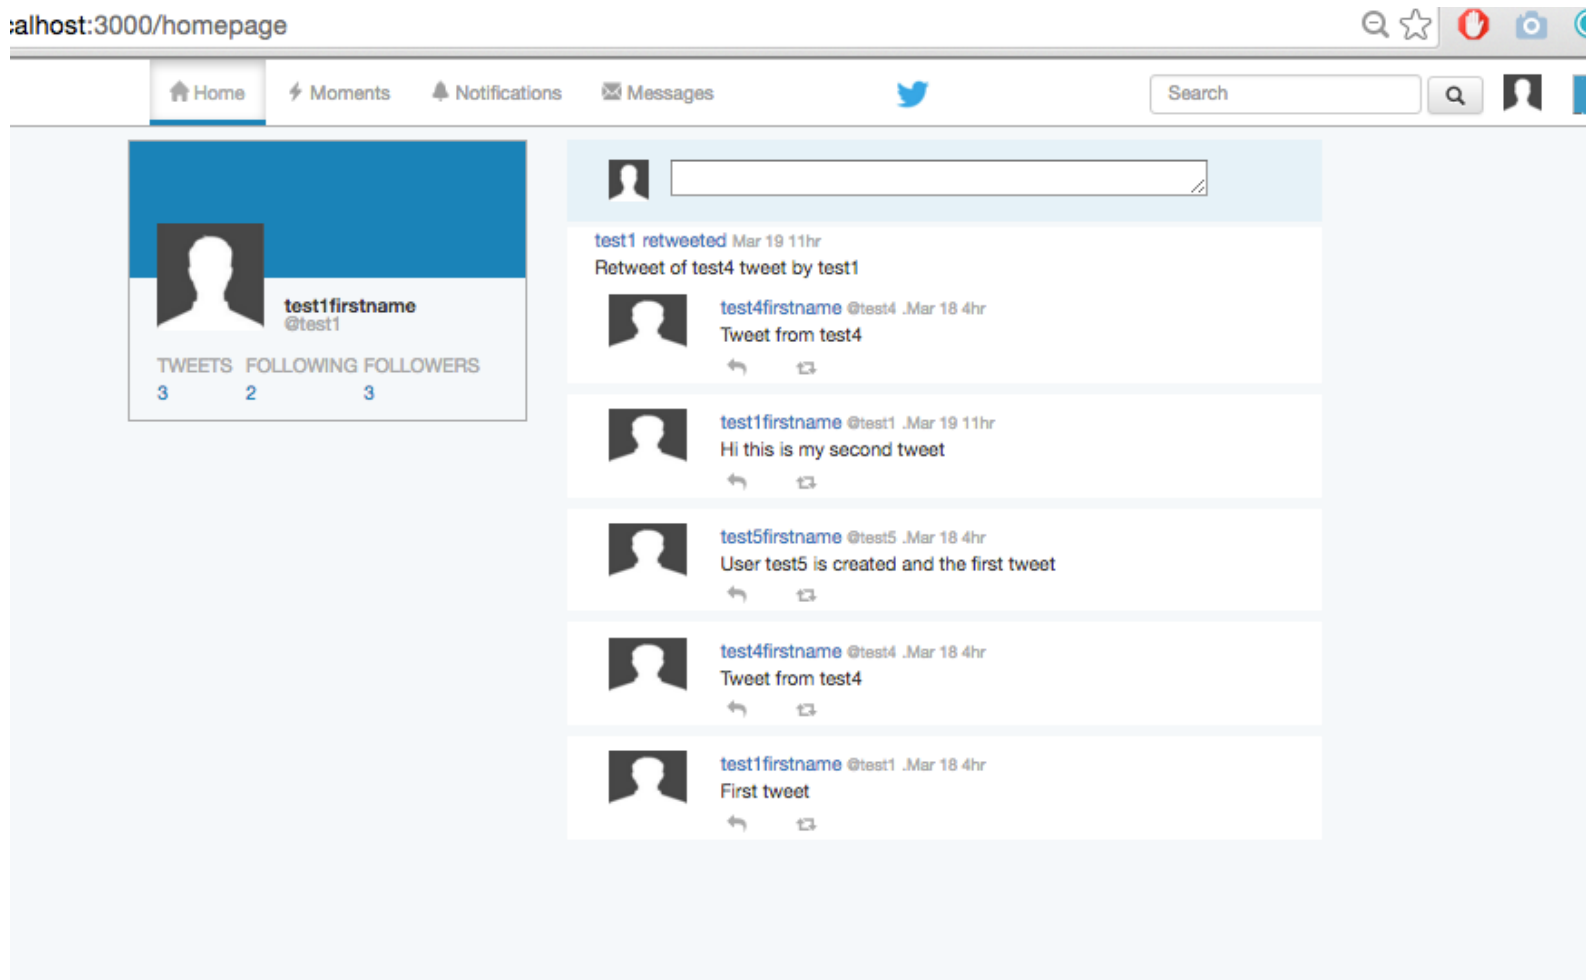 calhost:3000/homepage
Home Moments Notifications Messages Search
test1firstname
@test1
TWEETS FOLLOWING FOLLOWERS
3 2 3
test1 retweeted Mar 19 11hr
Retweet of test4 tweet by test1
test4firstname @test4 .Mar 18 4hr
Tweet from test4
test1firstname @test1 .Mar 19 11hr
Hi this is my second tweet
test5firstname @test5 .Mar 18 4hr
User test5 is created and the first tweet
test4firstname @test4 .Mar 18 4hr
Tweet from test4
test1firstname @test1 .Mar 18 4hr
First tweet